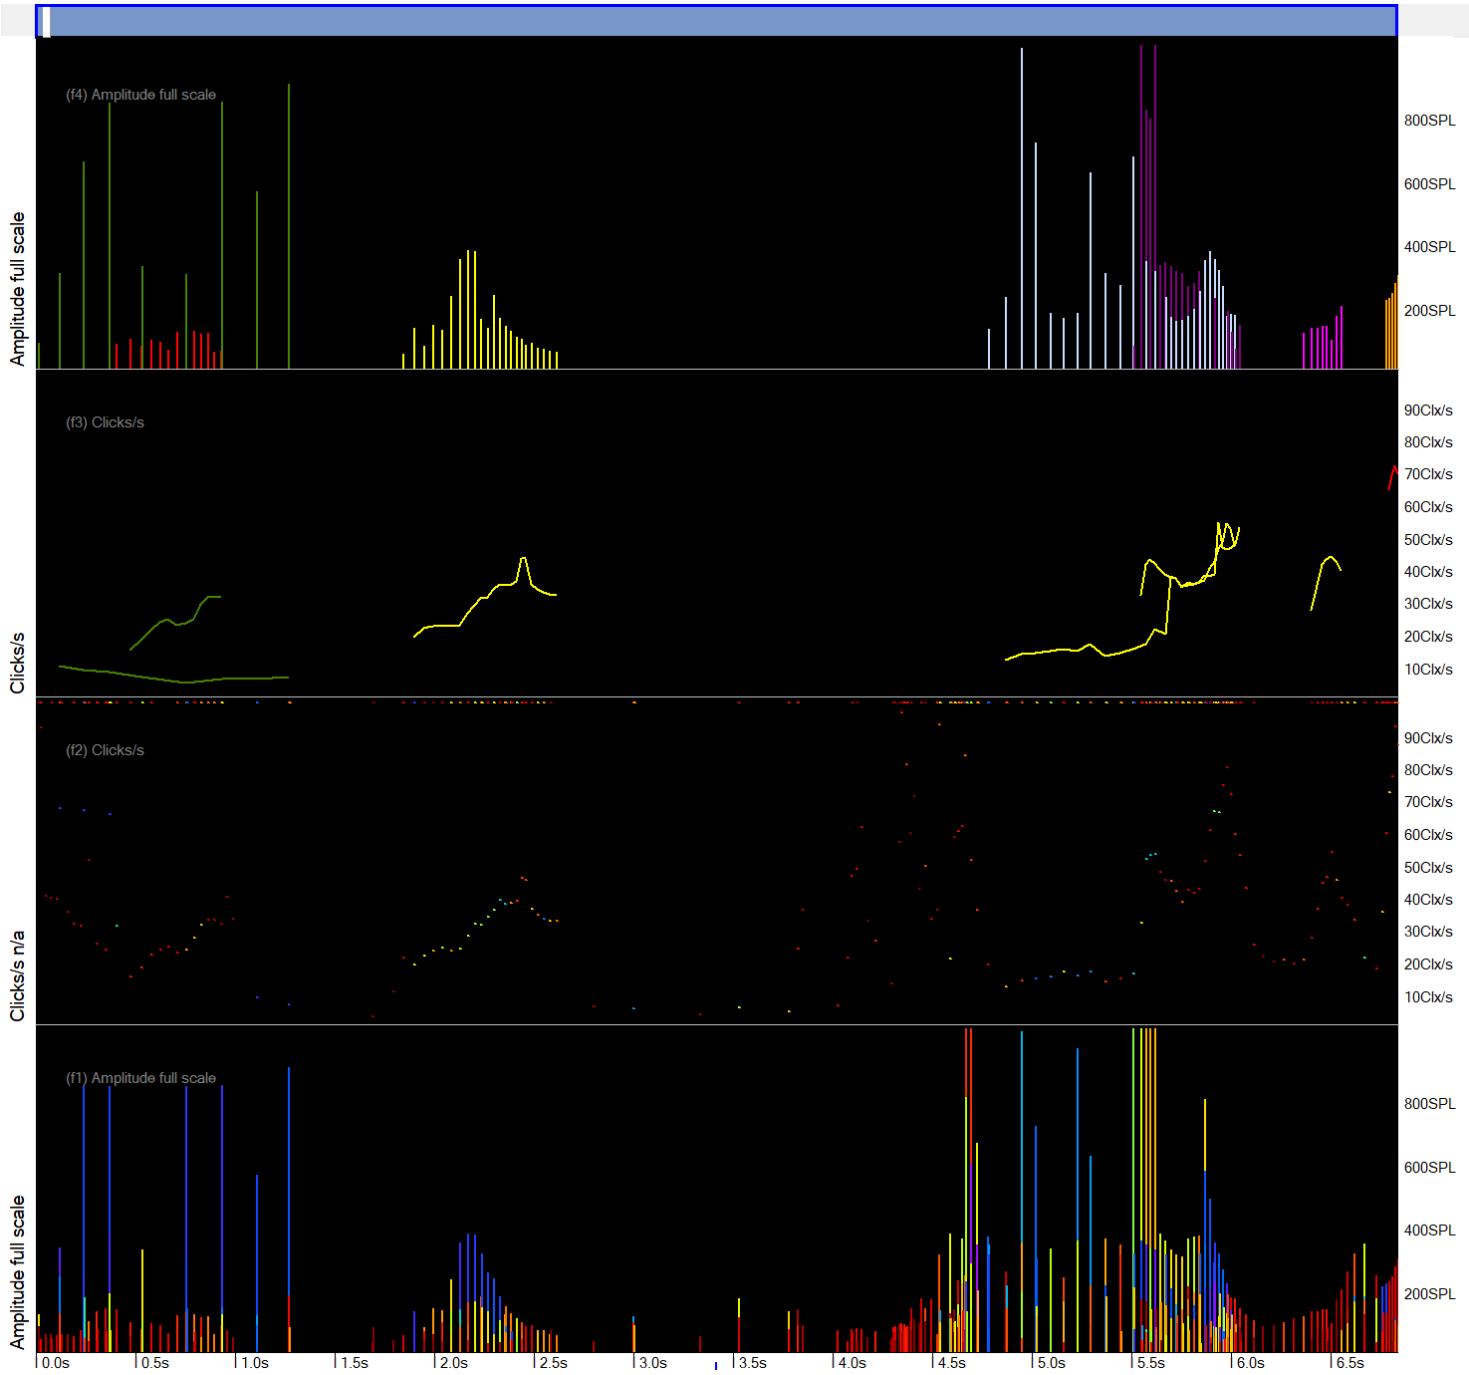 (f4) Amplitude full scale
800SPL
600SPL
400SPL
200SPL
Amplitude full scale
(f3) Clicks/s
90Clx/s
80Clx/s
70Clx/s
60Clx/s
50Clx/s
40Clx/s
30Clx/s
20Clx/s
10Clx/s
Clicks/s
(f2) Clicks/s
90Clx/s
80Clx/s
70Clx/s
60Clx/s
50Clx/s
40Clx/s
30Clx/s
20Clx/s
10Clx/s
Clicks/s n/a
(f1) Amplitude full scale
800SPL
600SPL
400SPL
200SPL
Amplitude full scale
0.0s 0.5s 1.0s 1.5s 2.0s 2.5s 3.0s 3.5s 4.0s 4.5s 5.0s 5.5s 6.0s 6.5s